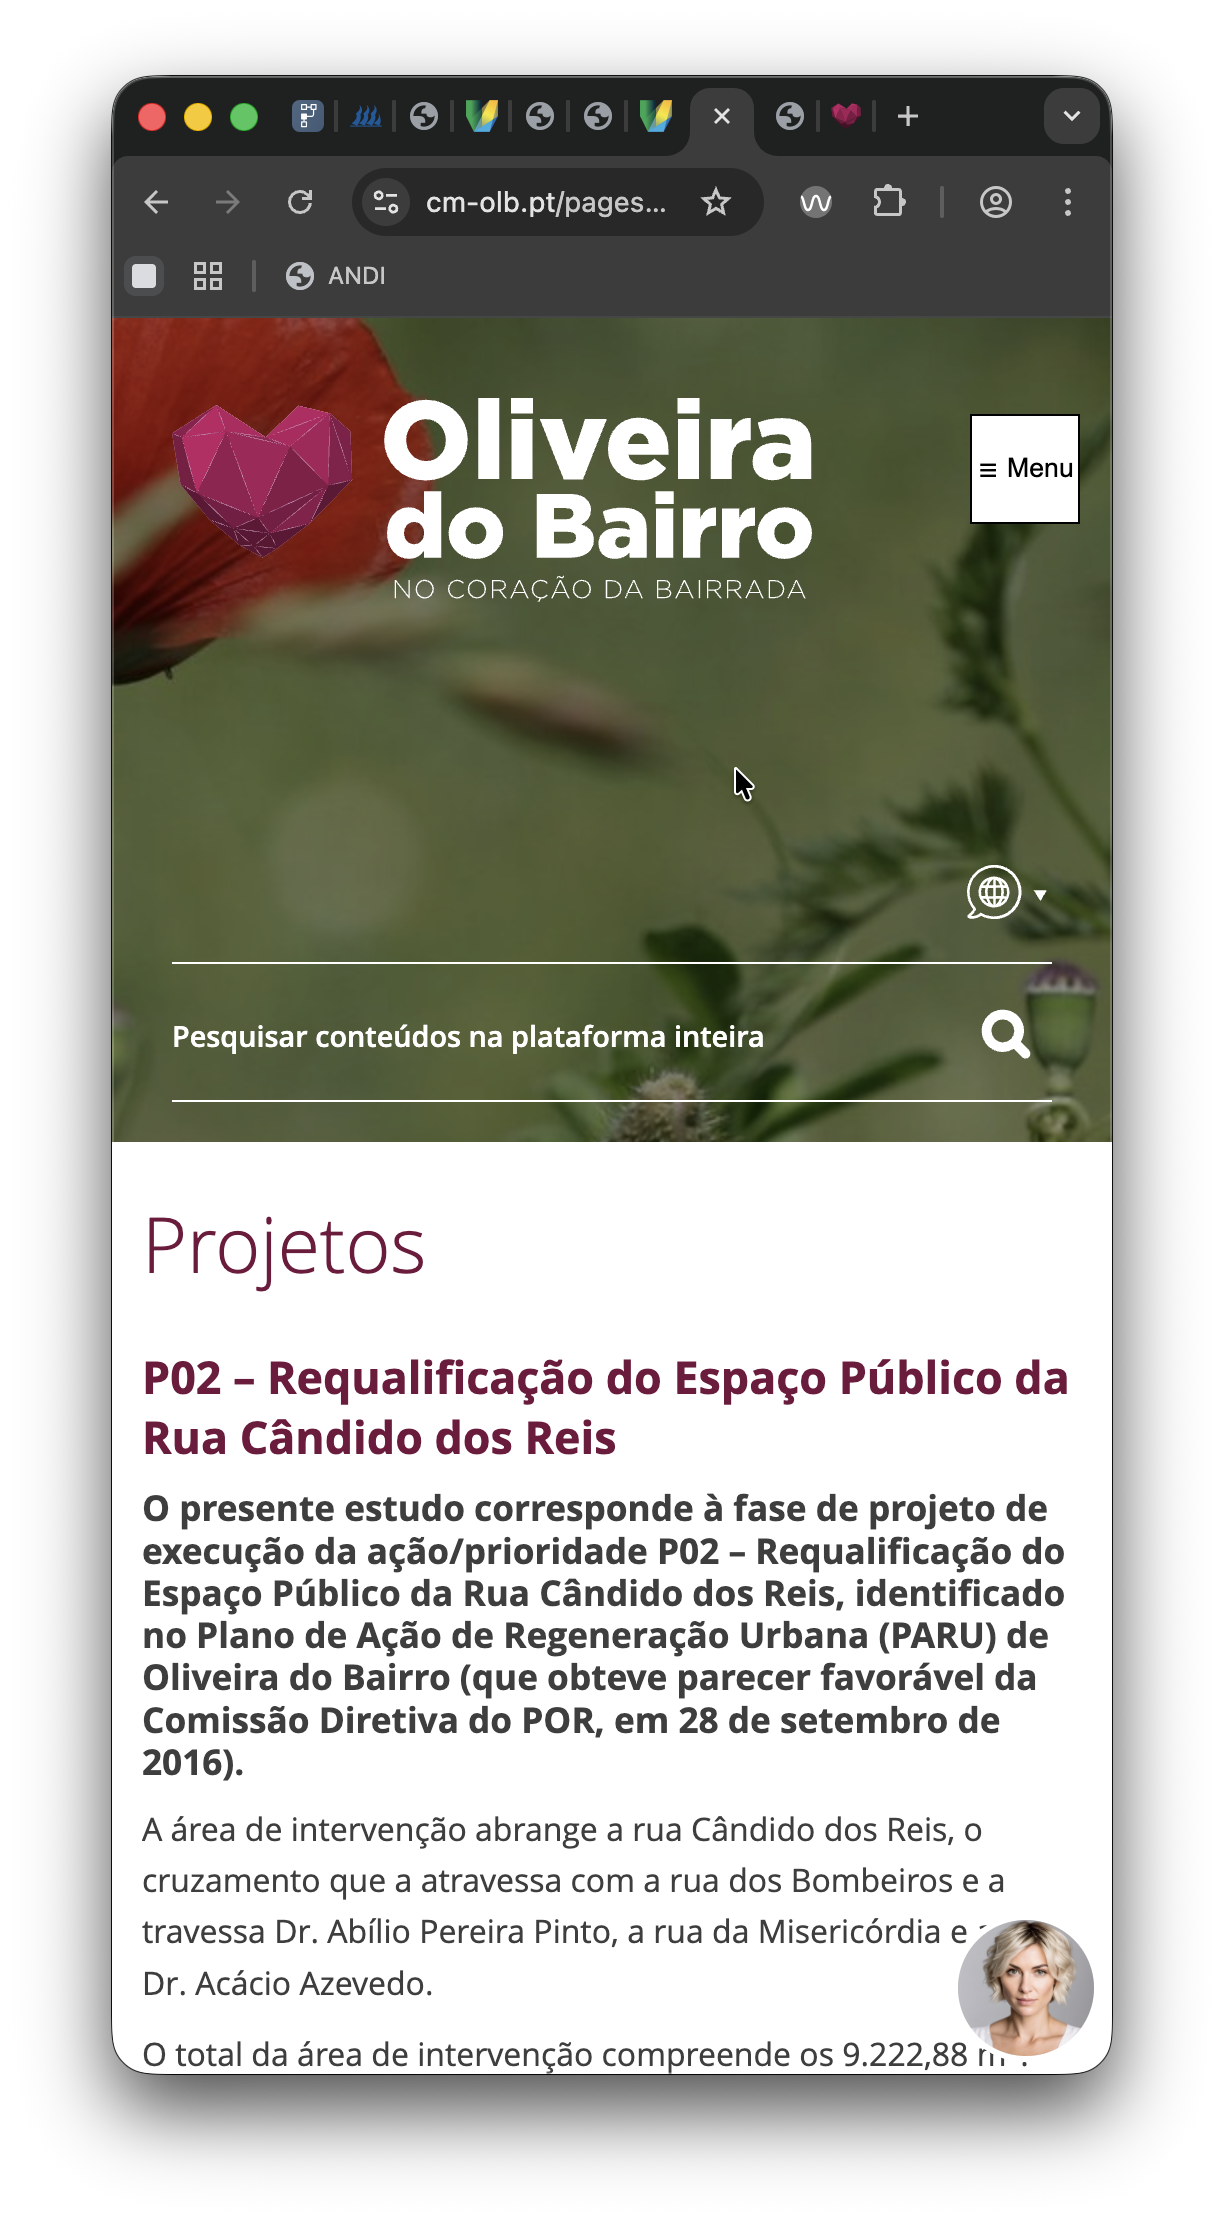 cm-olb.pt/pages...
ANDI
Oliveira
do Bairro
NO CORAÇÃO DA BAIRRADA
≡ Menu
Pesquisar conteúdos na plataforma inteira
Projetos
P02 – Requalificação do Espaço Público da
Rua Cândido dos Reis
O presente estudo corresponde à fase de projeto de
execução da ação/prioridade P02 – Requalificação do
Espaço Público da Rua Cândido dos Reis, identificado
no Plano de Ação de Regeneração Urbana (PARU) de
Oliveira do Bairro (que obteve parecer favorável da
Comissão Diretiva do POR, em 28 de setembro de
2016).
A área de intervenção abrange a rua Cândido dos Reis, o
cruzamento que a atravessa com a rua dos Bombeiros e a
travessa Dr. Abílio Pereira Pinto, a rua da Misericórdia e
Dr. Acácio Azevedo.
O total da área de intervenção compreende os 9.222,88